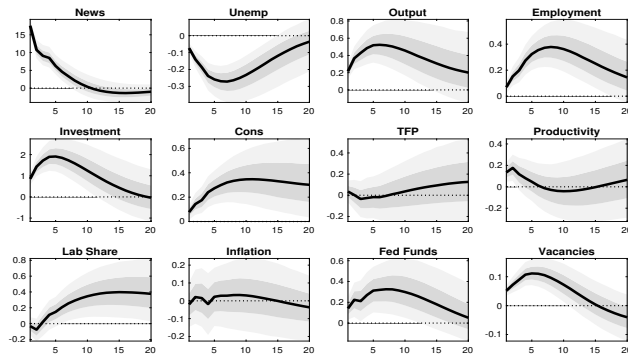 News Unemp Output Employment
15 0 0.8 0.4
10 -0.1 0.6 0.2
5 -0.2 0.4 0
0 -0.3 0.2
0
5 10 15 20 5 10 15 20 5 10 15 20 5 10 15 20
Investment Cons TFP Productivity
2 0.6 0.4 0.2
1 0.4 0.2 0
0 0.2 0 -0.2
-1 0 -0.2
5 10 15 20 5 10 15 20 5 10 15 20 5 10 15 20
Lab Share Inflation Fed Funds Vacancies
0.8 0.2 0.6 0.1
0.6 0.1 0.4 0
0.4 0 0.2 -0.1
0.2 -0.1 0
0 -0.2
-0.2
5 10 15 20 5 10 15 20 5 10 15 20 5 10 15 20